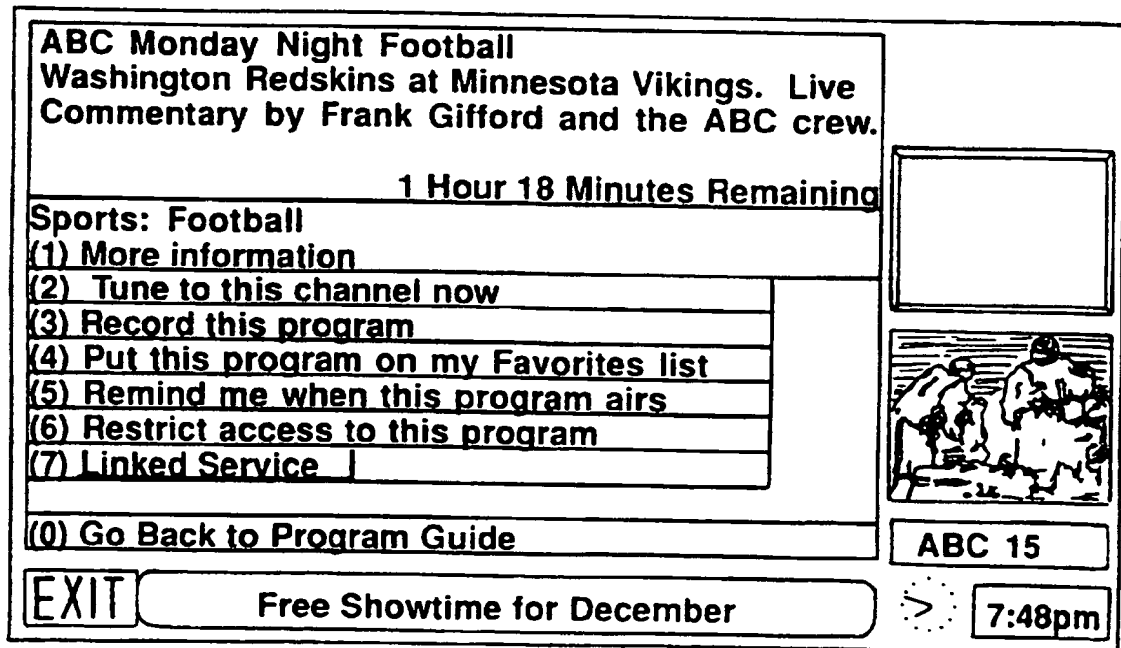 ABC Monday Night Football
Washington Redskins at Minnesota Vikings. Live
Commentary by Frank Gifford and the ABC crew.
1 Hour 18 Minutes Remaining
Sports: Football
(1) More information
(2) Tune to this channel now
(3) Record this program
(4) Put this program on my Favorites list
(5) Remind me when this program airs
(6) Restrict access to this program
(7) Linked Service
(0) Go Back to Program Guide
ABC 15
EXIT
Free Showtime for December
7:48pm